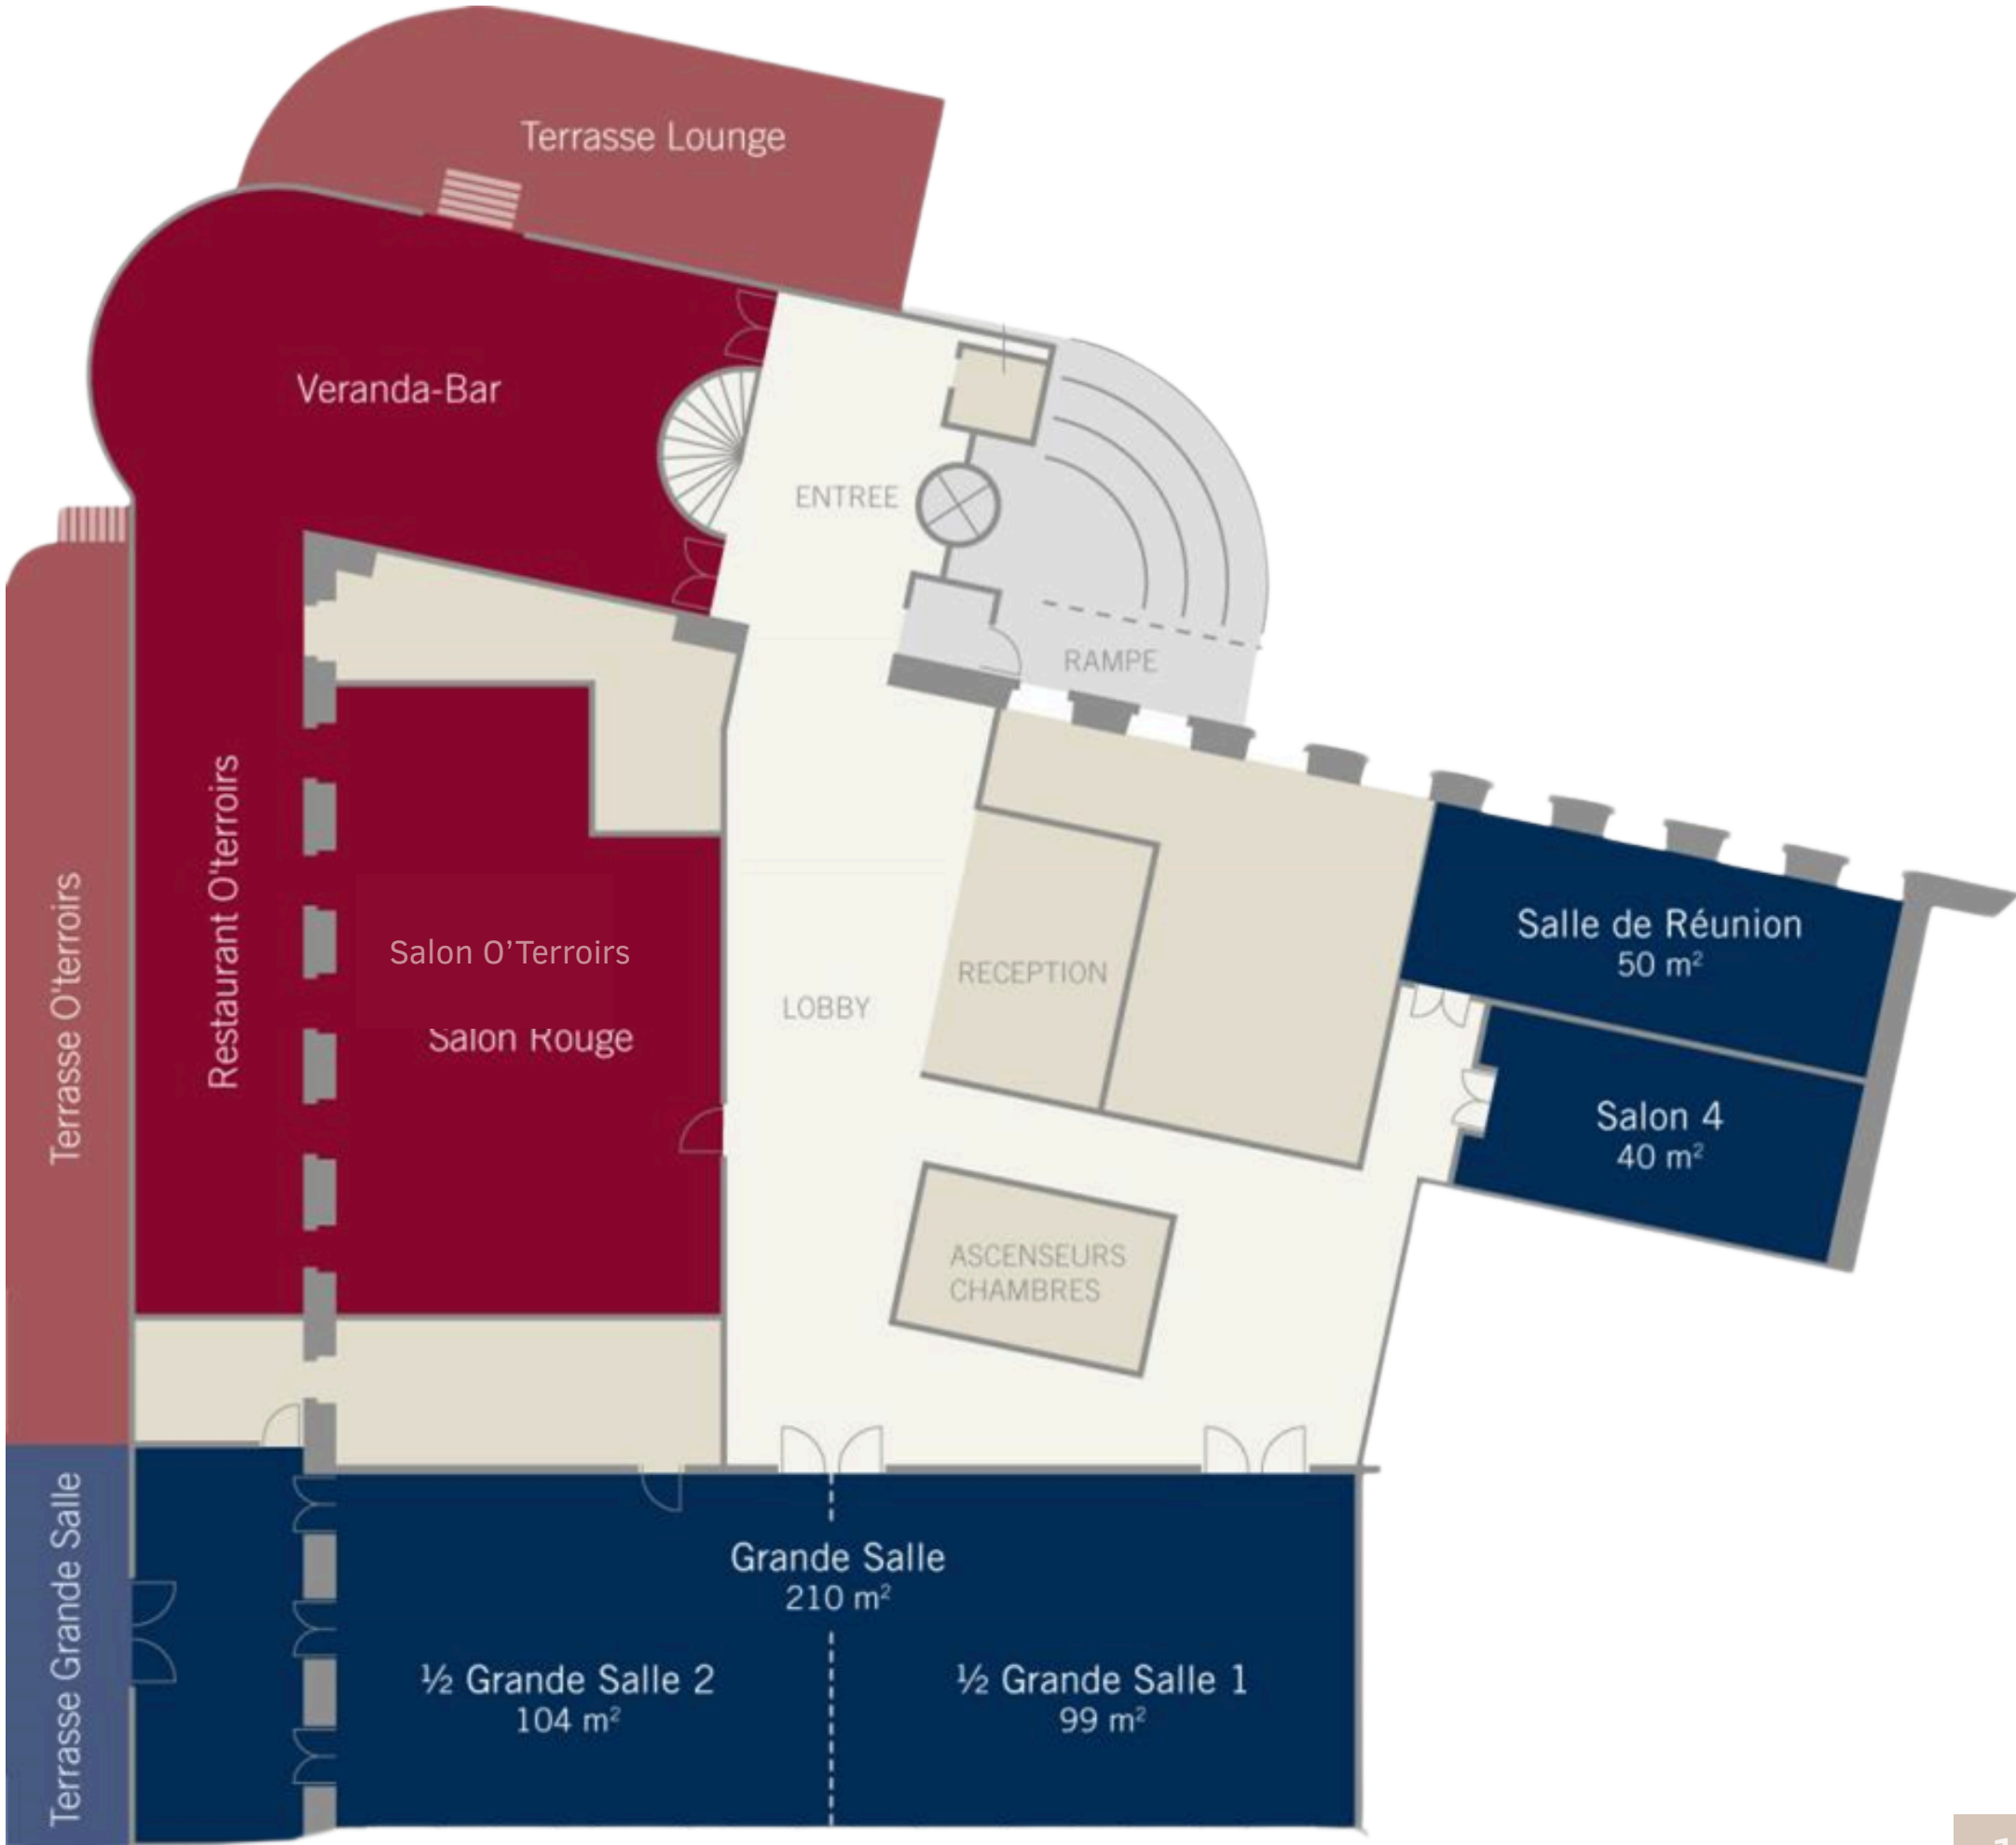 Terrasse Lounge
Veranda-Bar
ENTREE
RAMPE
Restaurant O'terroirs
Terrasse O'terroirs
Salon O’Terroirs
Salon Rouge
LOBBY
RECEPTION
Salle de Réunion
50 m²
Salon 4
40 m²
ASCENSEURS
CHAMBRES
Terrasse Grande Salle
Grande Salle
210 m²
½ Grande Salle 2
104 m²
½ Grande Salle 1
99 m²